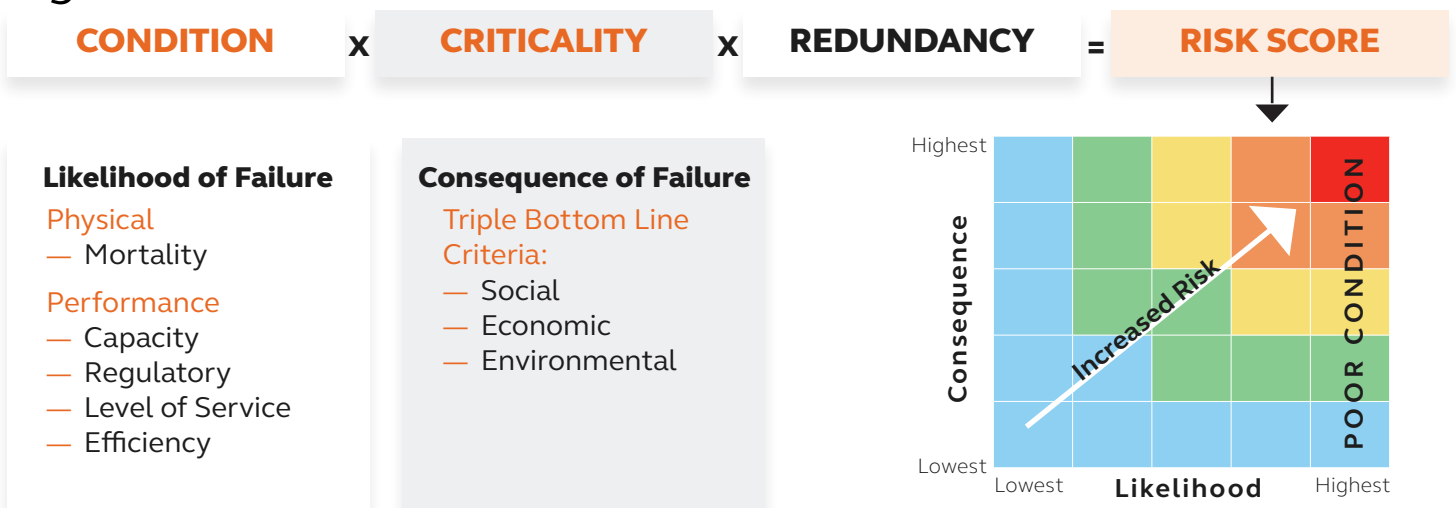 CONDITION x CRITICALITY x REDUNDANCY = RISK SCORE
Likelihood of Failure
Physical
— Mortality
Performance
— Capacity
— Regulatory
— Level of Service
— Efficiency
Consequence of Failure
Triple Bottom Line
Criteria:
— Social
— Economic
— Environmental
Highest
Consequence
Lowest
Increased Risk
POOR CONDITION
Lowest
Likelihood
Highest